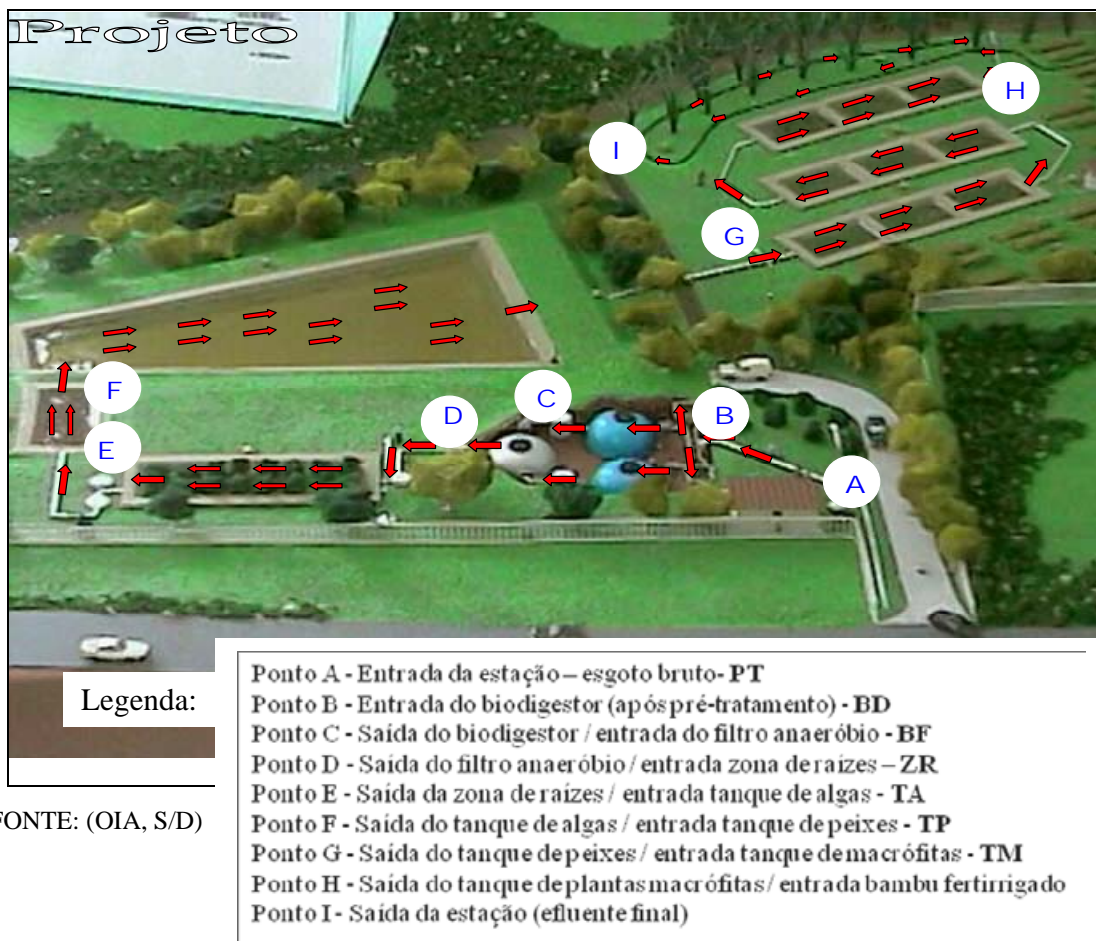 Projeto
H
I
G
F
C
D
B
E
A
Legenda:
Ponto A - Entrada da estação – esgoto bruto- PT
Ponto B - Entrada do biodigestor (após pré-tratamento) - BD
Ponto C - Saída do biodigestor / entrada do filtro anaeróbio - BF
Ponto D - Saída do filtro anaeróbio / entrada zona de raízes – ZR
Ponto E - Saída da zona de raízes / entrada tanque de algas - TA
Ponto F - Saída do tanque de algas / entrada tanque de peixes - TP
Ponto G - Saída do tanque de peixes / entrada tanque de macrófitas - TM
Ponto H - Saída do tanque de plantas macrófitas / entrada bambu fertirrigado
Ponto I - Saída da estação (efluente final)
FONTE: (OIA, S/D)